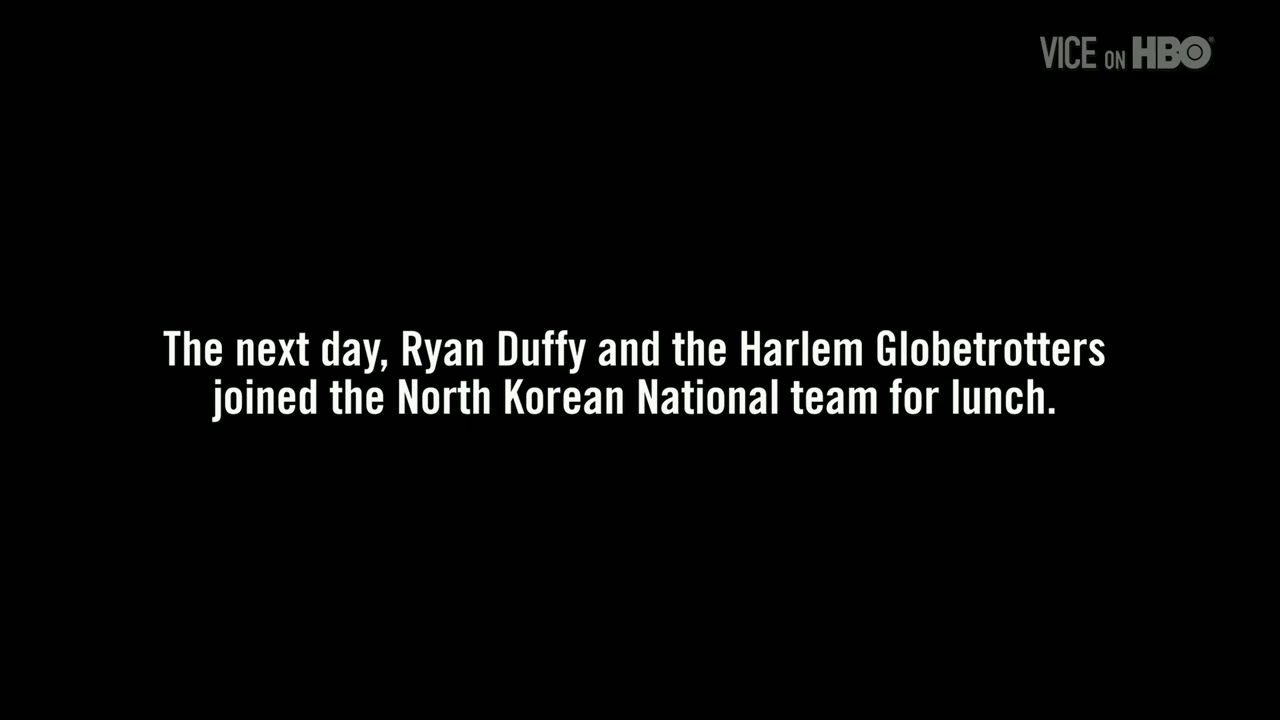 VICE ON HBO®
The next day, Ryan Duffy and the Harlem Globetrotters
joined the North Korean National team for lunch.